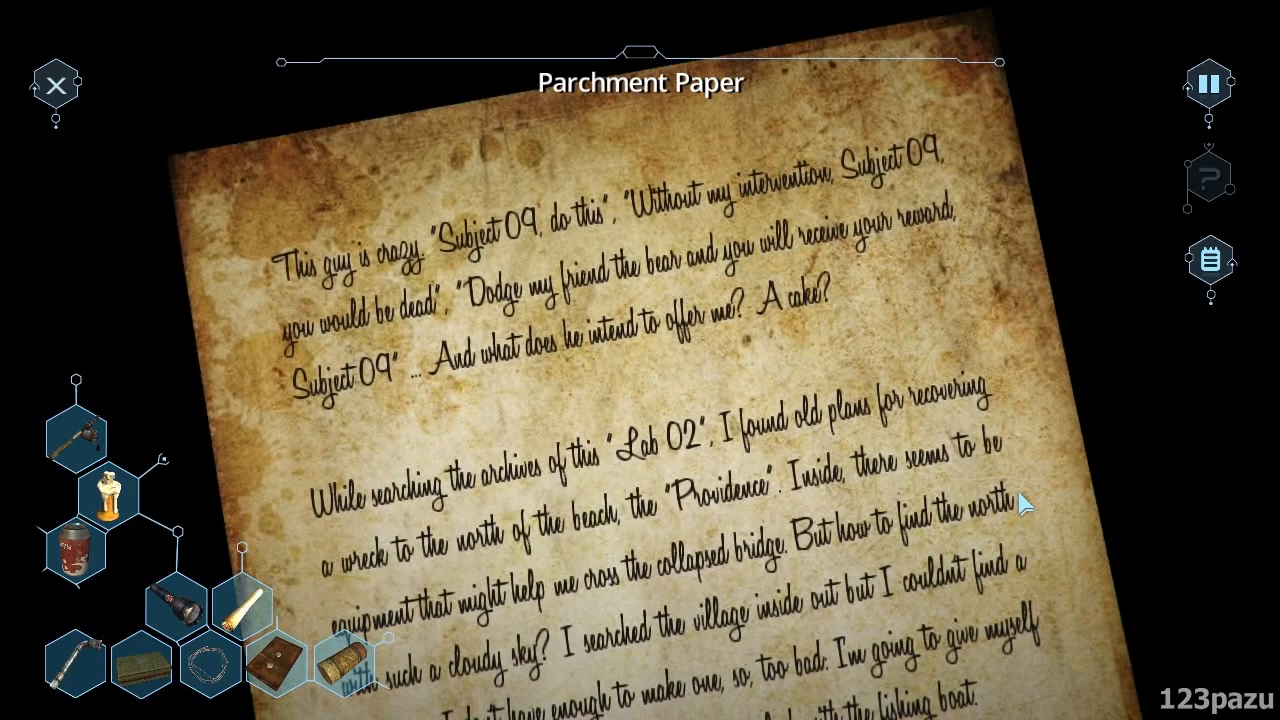 Parchment Paper
This guy is crazy. "Subject 09, do this", "Without my intervention, Subject 09,
you would be dead", "Dodge my friend the bear and you will receive your reward,
Subject 09" ... And what does he intend to offer me? A cake?
While searching the archives of this "Lab 02", I found old plans for recovering
a wreck to the north of the beach, the "Providence". Inside, there seems to be
equipment that might help me cross the collapsed bridge. But how to find the north
with such a cloudy sky? I searched the village inside out but I couldnt find a
I dont have enough to make one, so, too bad. I'm going to give myself
with the fishing boat.
?
123pazu